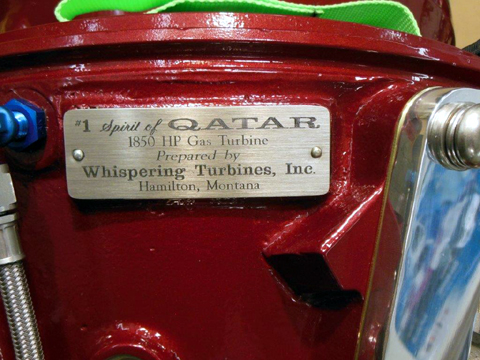 #1 Spirit of QATAR
1850 HP Gas Turbine
Prepared by
Whispering Turbines, Inc.
Hamilton, Montana